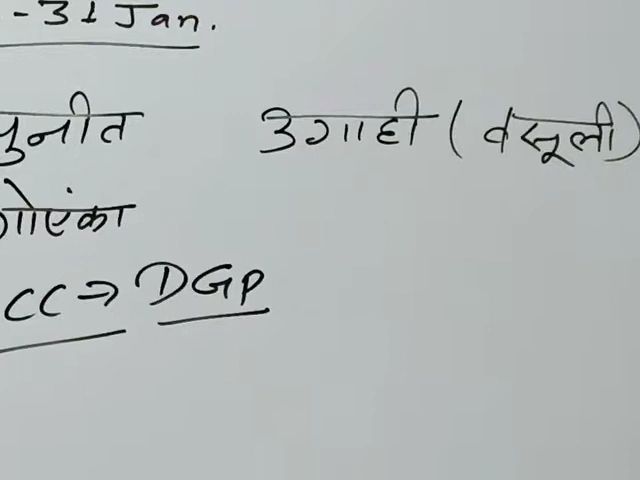 - 31 Jan.
पुनीत उगाही (वसूली)
गोएंका
CC ⇒ DGP